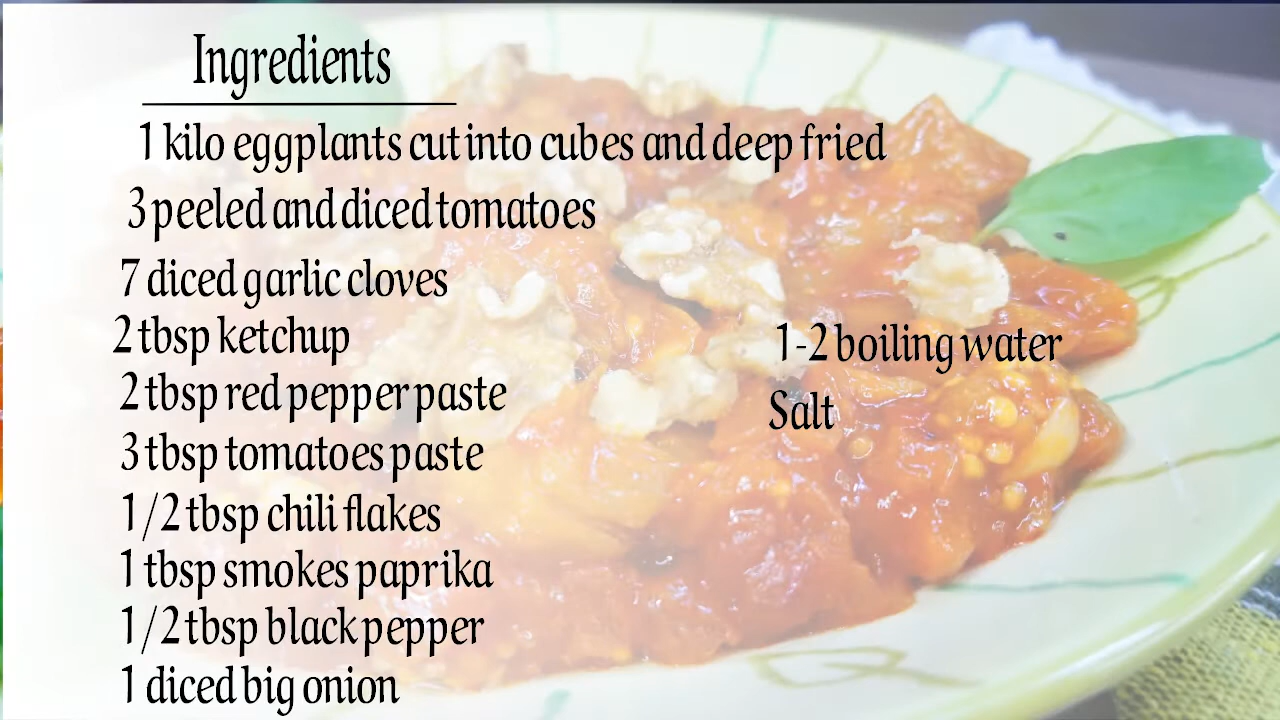 Ingredients
1 kilo eggplants cut into cubes and deep fried
3 peeled and diced tomatoes
7 diced garlic cloves
2 tbsp ketchup
2 tbsp red pepper paste
3 tbsp tomatoes paste
1/2 tbsp chili flakes
1 tbsp smokes paprika
1/2 tbsp black pepper
1 diced big onion
1-2 boiling water
Salt